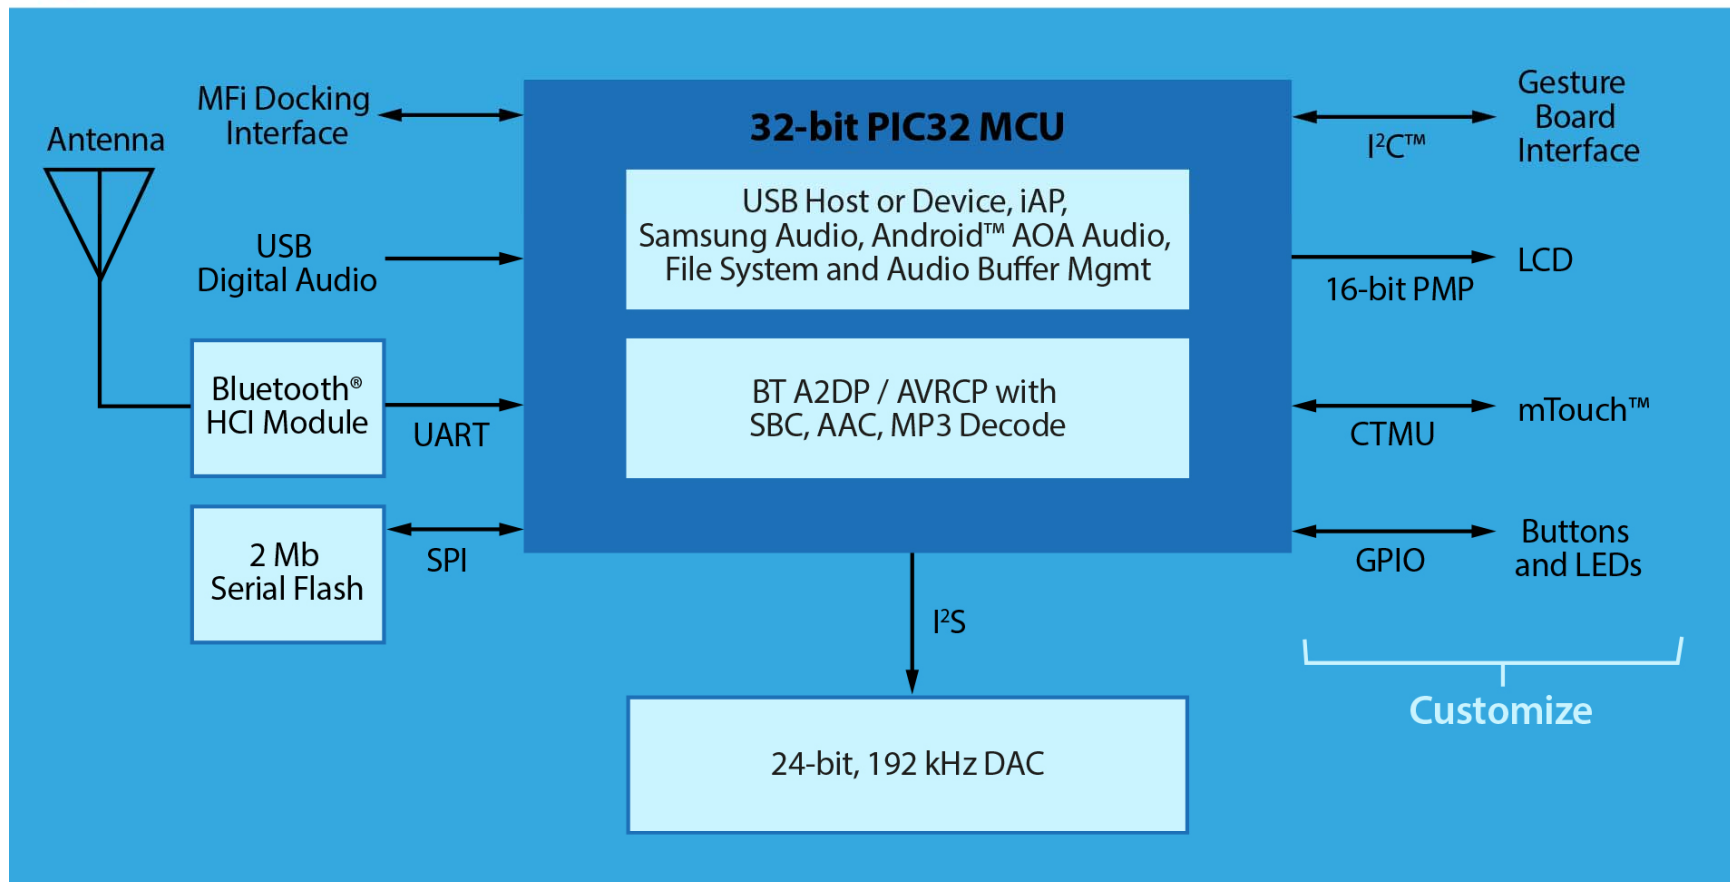 Antenna
MFi Docking
Interface
USB
Digital Audio
Bluetooth®
HCI Module
UART
2 Mb
Serial Flash
SPI
32-bit PIC32 MCU
USB Host or Device, iAP,
Samsung Audio, Android™ AOA Audio,
File System and Audio Buffer Mgmt
BT A2DP / AVRCP with
SBC, AAC, MP3 Decode
I²S
24-bit, 192 kHz DAC
I²C™
Gesture
Board
Interface
16-bit PMP
LCD
CTMU
mTouch™
GPIO
Buttons
and LEDs
Customize